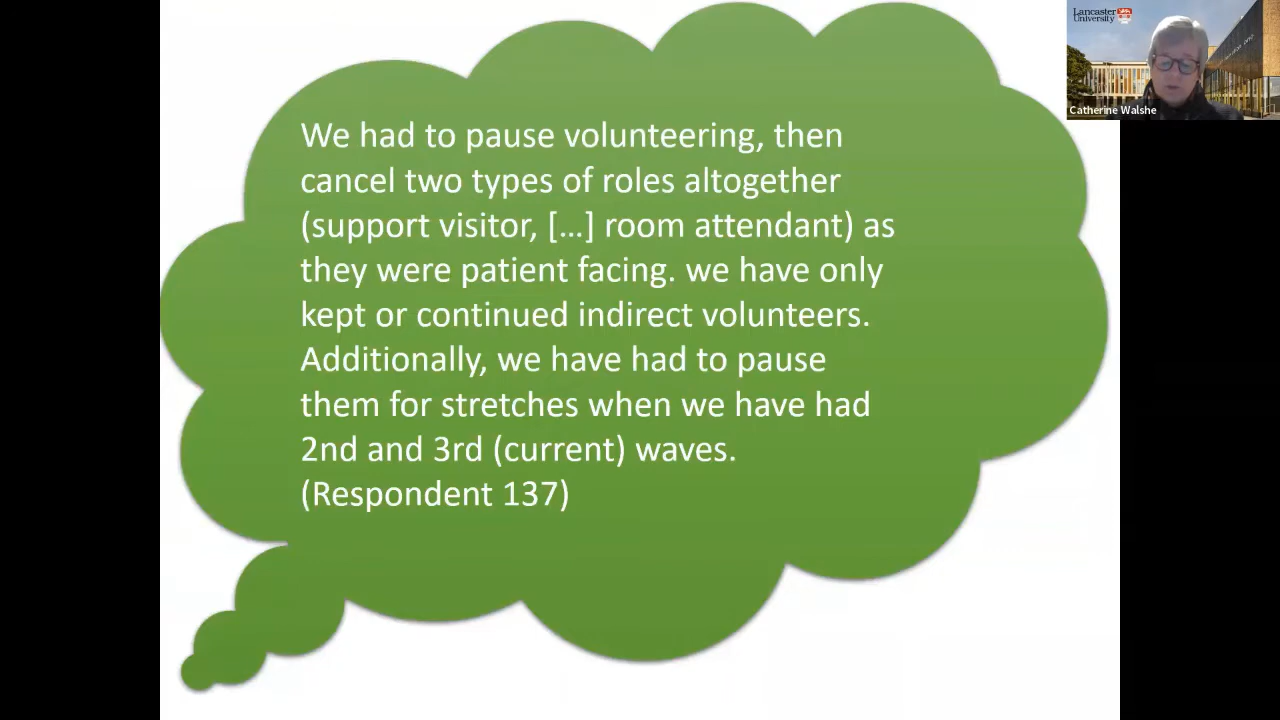 We had to pause volunteering, then
cancel two types of roles altogether
(support visitor, […] room attendant) as
they were patient facing. we have only
kept or continued indirect volunteers.
Additionally, we have had to pause
them for stretches when we have had
2nd and 3rd (current) waves.
(Respondent 137)
Lancaster
University
Catherine Walshe